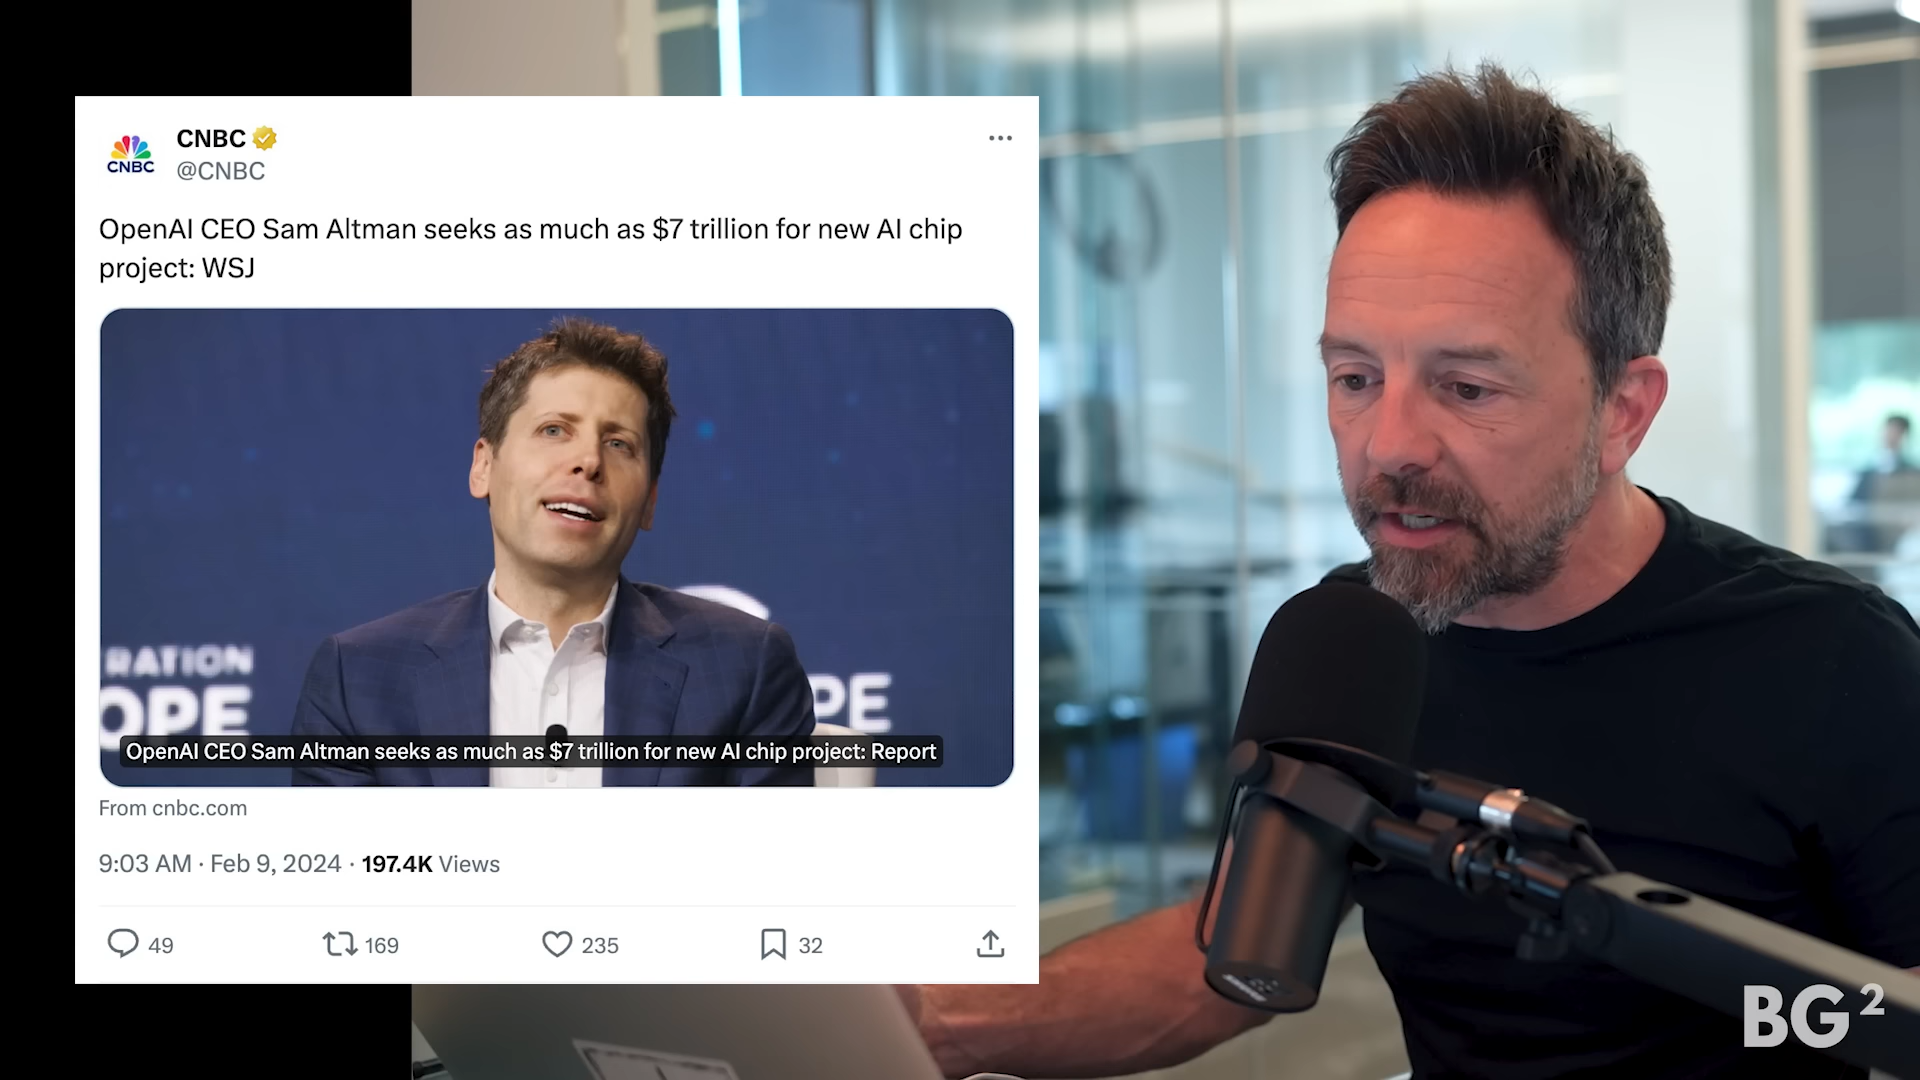 CNBC
CNBC
@CNBC
OpenAI CEO Sam Altman seeks as much as $7 trillion for new AI chip
project: WSJ
RATION
OPE
PE
OpenAI CEO Sam Altman seeks as much as $7 trillion for new AI chip project: Report
From cnbc.com
9:03 AM · Feb 9, 2024 · 197.4K Views
49
169
235
32
BG2